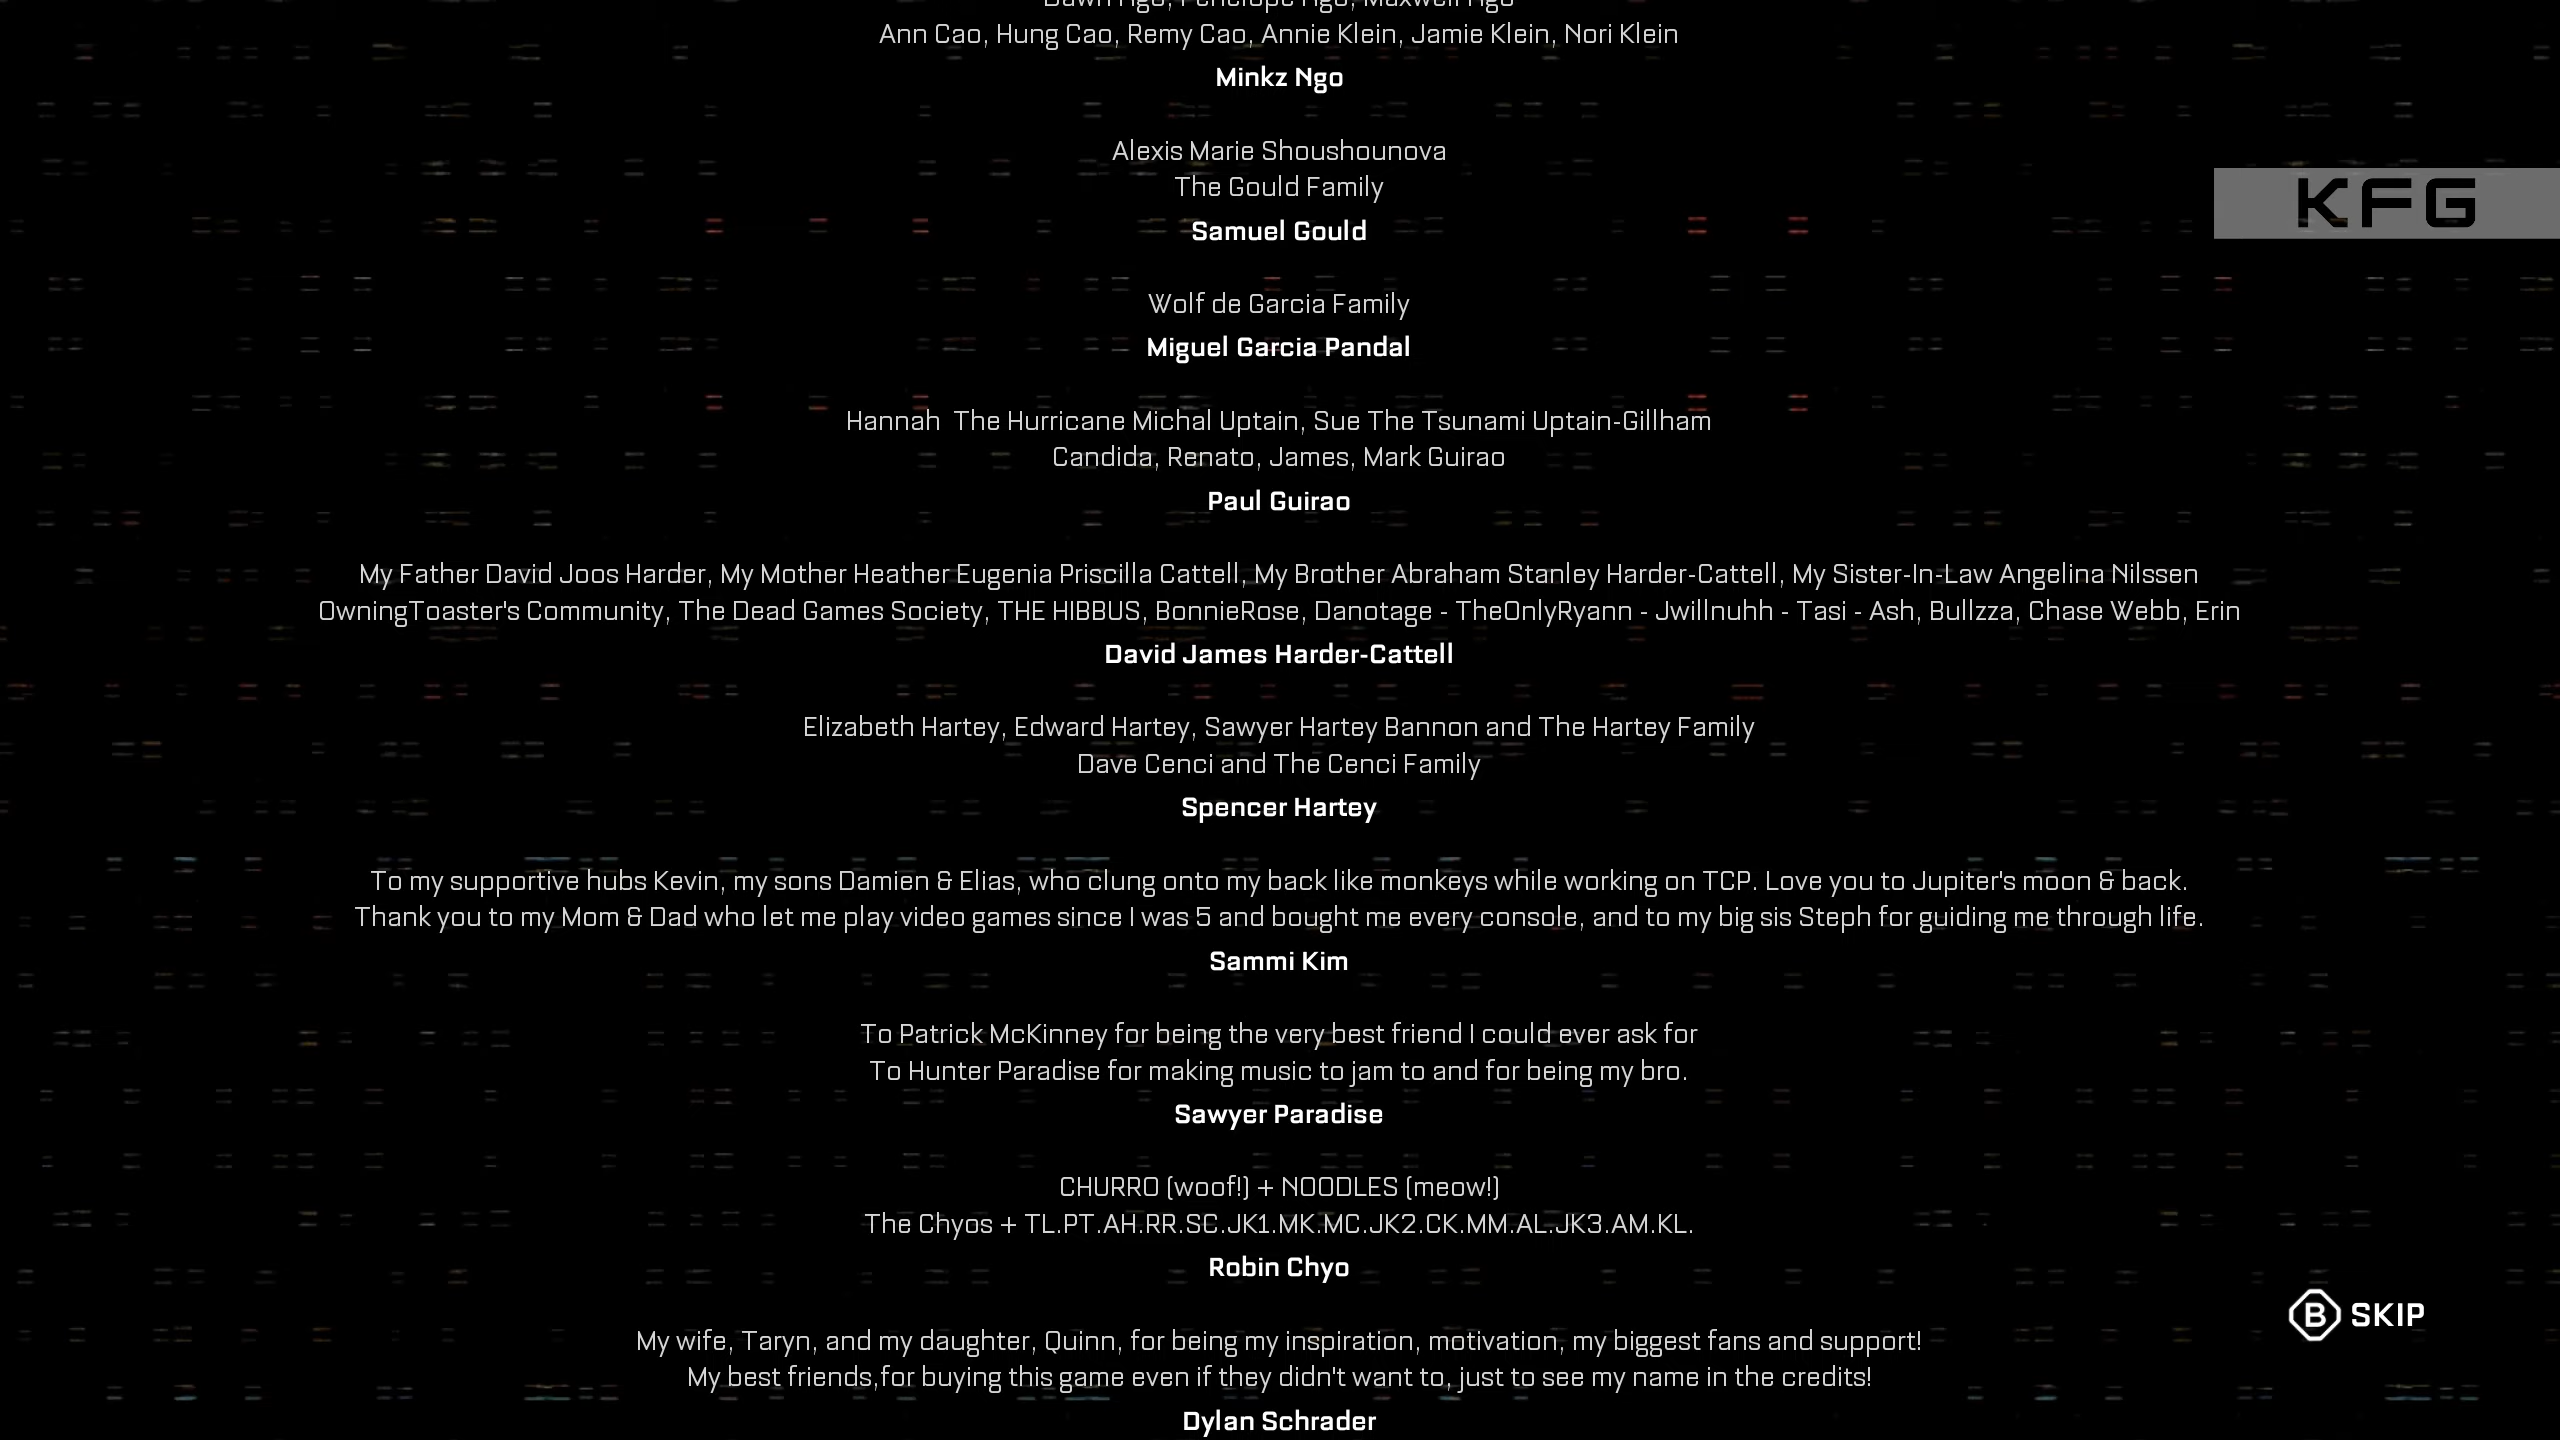 Dawn Ngo, Penelope Ngo, Maxwell Ngo
Ann Cao, Hung Cao, Remy Cao, Annie Klein, Jamie Klein, Nori Klein
Minkz Ngo
Alexis Marie Shoushounova
The Gould Family
KFG
Samuel Gould
Wolf de Garcia Family
Miguel Garcia Pandal
Hannah  The Hurricane Michal Uptain, Sue The Tsunami Uptain-Gillham
Candida, Renato, James, Mark Guirao
Paul Guirao
My Father David Joos Harder, My Mother Heather Eugenia Priscilla Cattell, My Brother Abraham Stanley Harder-Cattell, My Sister-In-Law Angelina Nilssen
OwningToaster's Community, The Dead Games Society, THE HIBBUS, BonnieRose, Danotage - TheOnlyRyann - Jwillnuhh - Tasi - Ash, Bullzza, Chase Webb, Erin
David James Harder-Cattell
Elizabeth Hartey, Edward Hartey, Sawyer Hartey Bannon and The Hartey Family
Dave Cenci and The Cenci Family
Spencer Hartey
To my supportive hubs Kevin, my sons Damien & Elias, who clung onto my back like monkeys while working on TCP. Love you to Jupiter's moon & back.
Thank you to my Mom & Dad who let me play video games since I was 5 and bought me every console, and to my big sis Steph for guiding me through life.
Sammi Kim
To Patrick McKinney for being the very best friend I could ever ask for
To Hunter Paradise for making music to jam to and for being my bro.
Sawyer Paradise
CHURRO (woof!) + NOODLES (meow!)
The Chyos + TL.PT.AH.RR.SC.JK1.MK.MC.JK2.CK.MM.AL.JK3.AM.KL.
Robin Chyo
B SKIP
My wife, Taryn, and my daughter, Quinn, for being my inspiration, motivation, my biggest fans and support!
My best friends,for buying this game even if they didn't want to, just to see my name in the credits!
Dylan Schrader